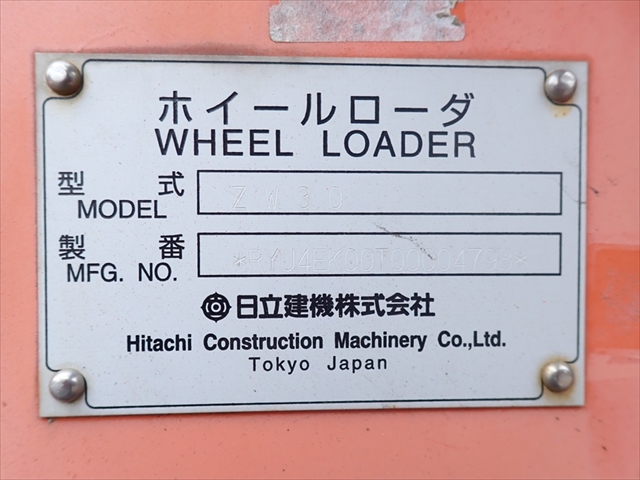 ホイールローダ
WHEEL LOADER
型式 ZW30
MODEL
製番
MFG. NO.
日立建機株式会社
Hitachi Construction Machinery Co.,Ltd.
Tokyo Japan